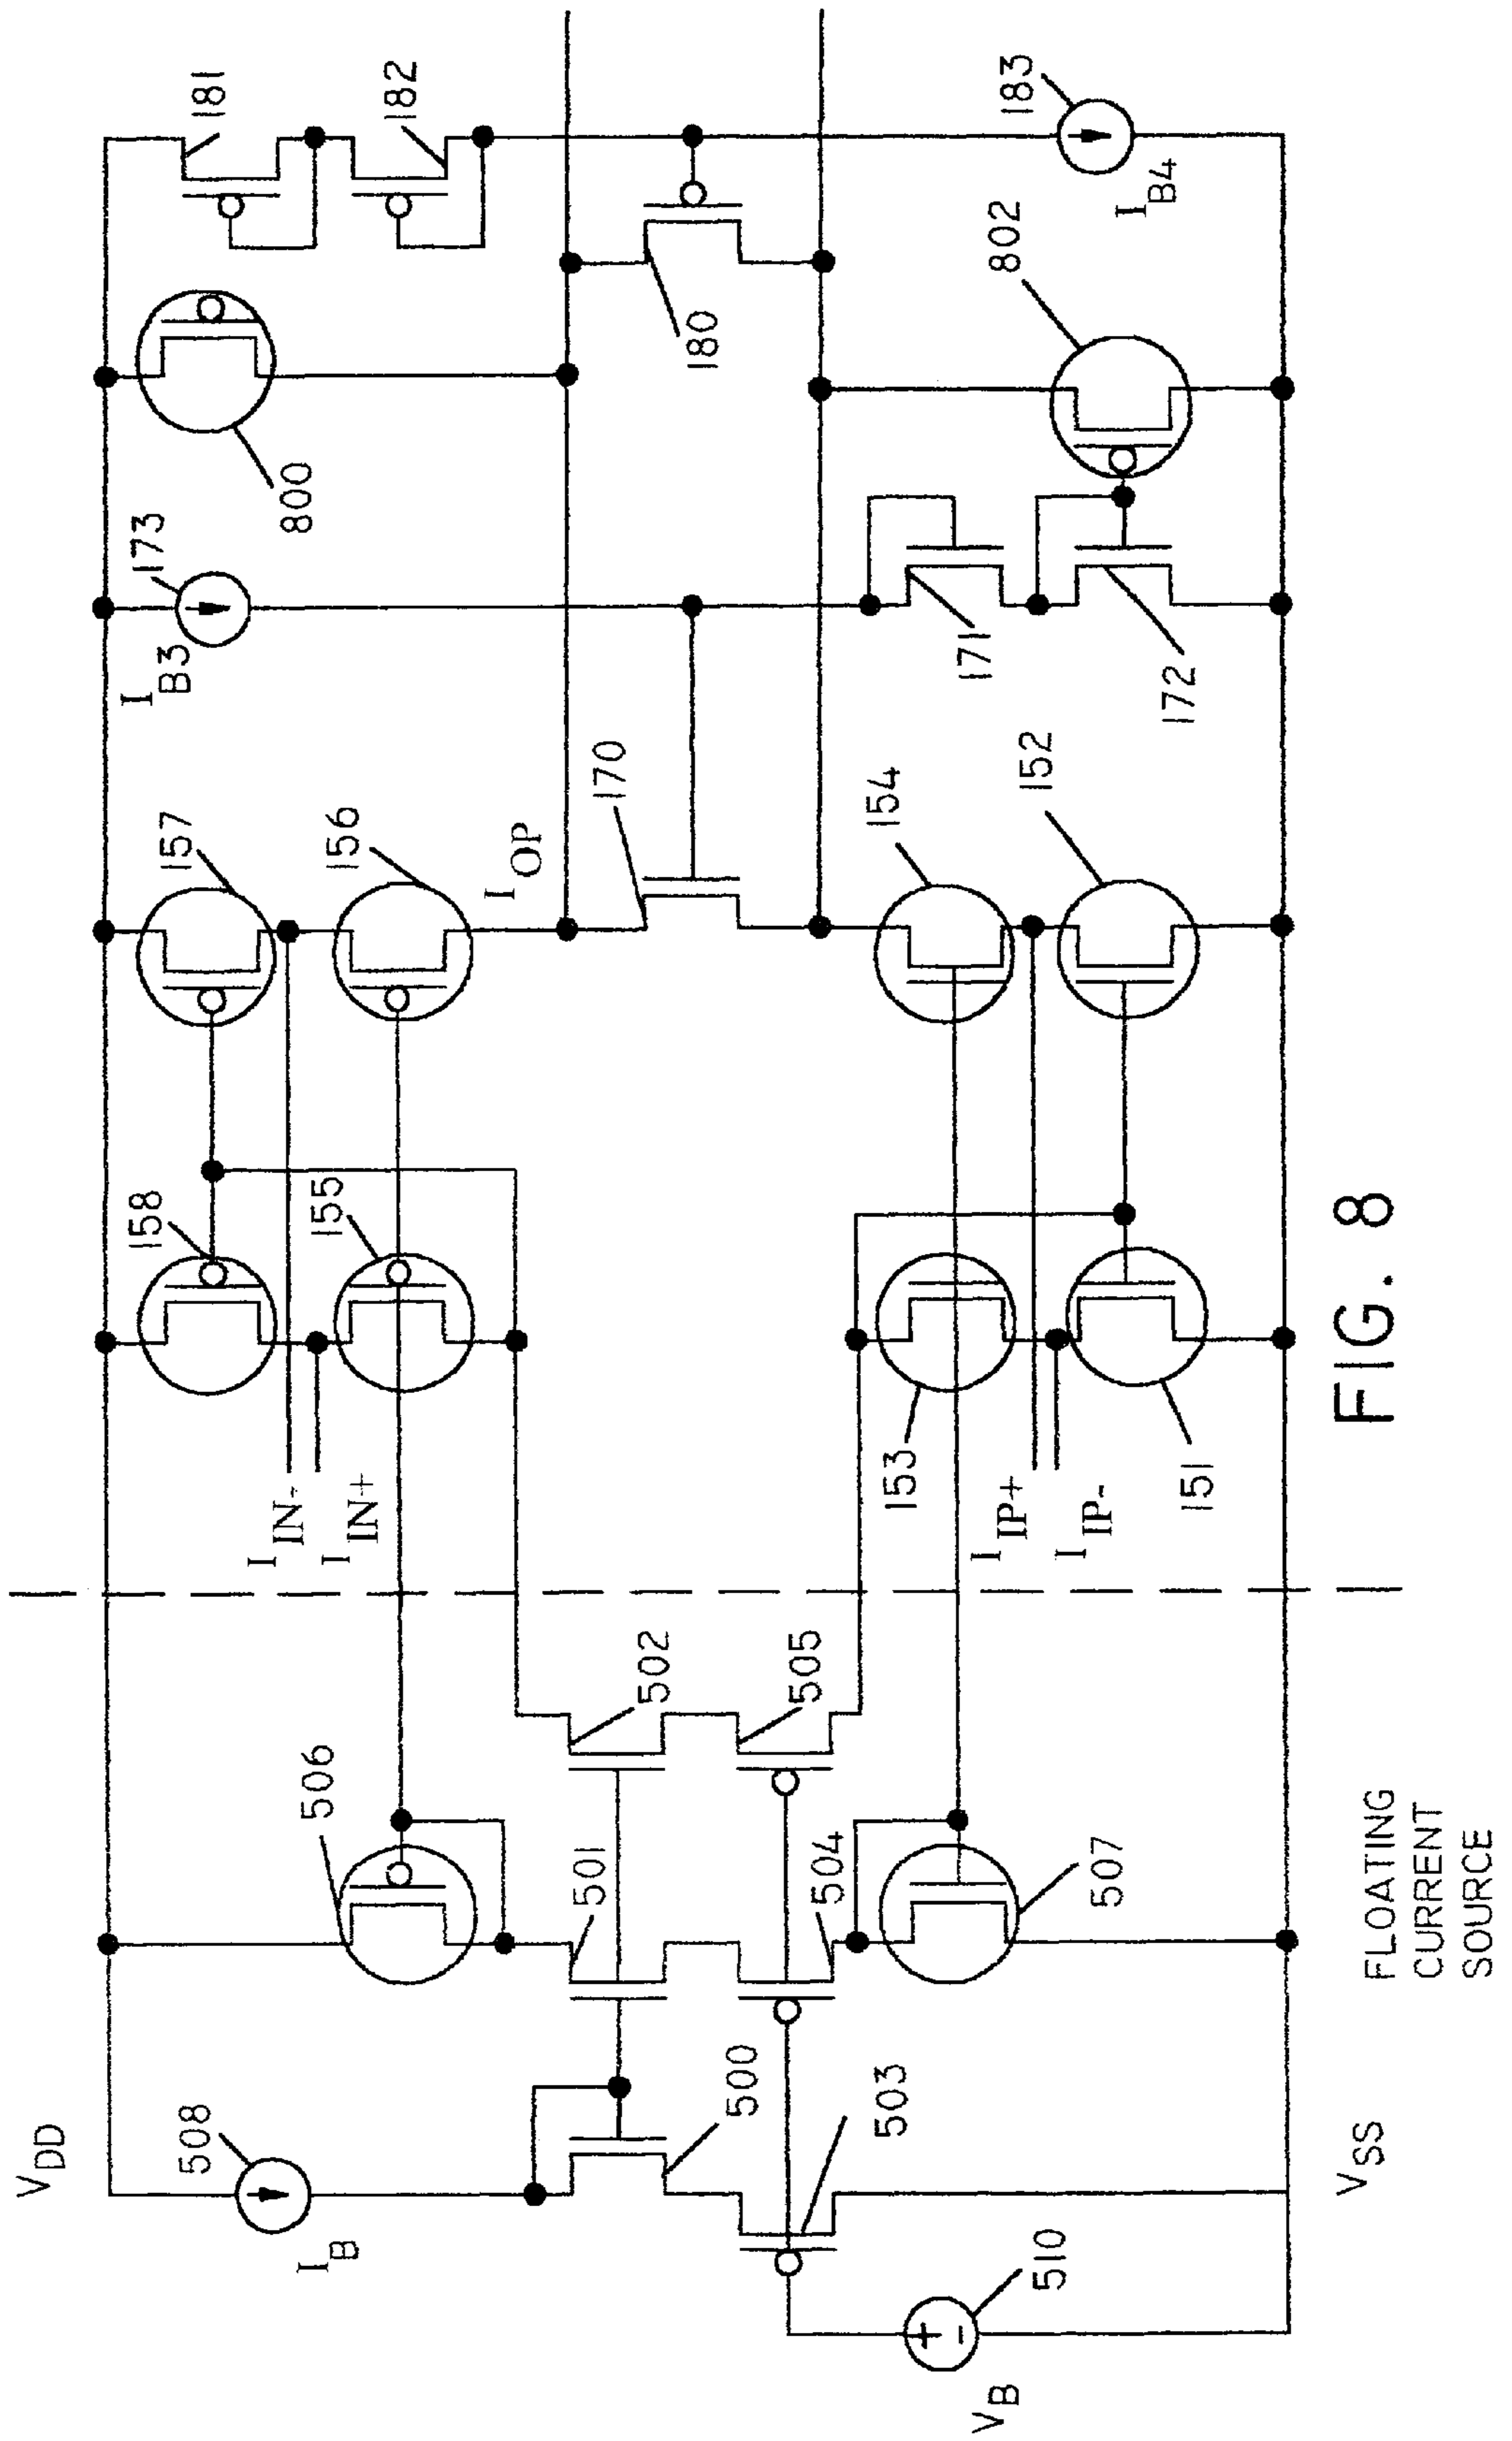 V_DD
508
I_B
506
501
502
500
503
504
505
507
510
V_B
V_SS
FLOATING
CURRENT
SOURCE
158
155
157
156
I_IN-
I_IN+
I_OP
170
153
154
152
151
I_IP+
I_IP-
173
I_B3
800
181
182
180
171
172
802
183
I_B4
+
-
FIG. 8